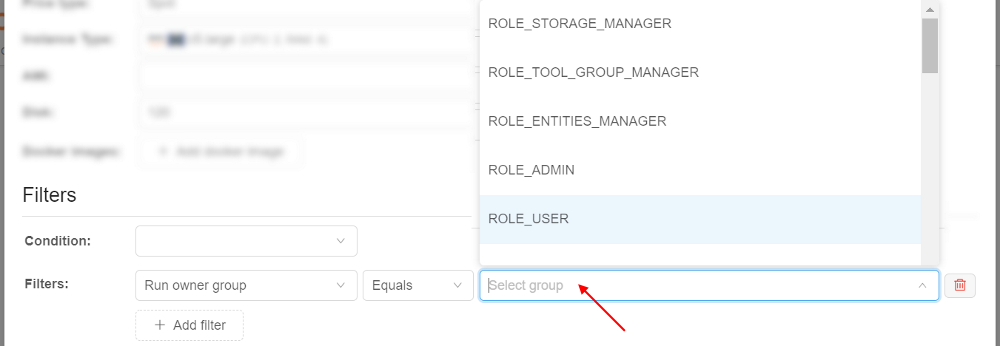 Price type:
Spot
Instance Type:
AMI:
Disk:
Docker images:
+ Add docker image
ROLE_STORAGE_MANAGER
ROLE_TOOL_GROUP_MANAGER
ROLE_ENTITIES_MANAGER
ROLE_ADMIN
ROLE_USER
Filters
Condition:
Filters:
Run owner group
Equals
Select group
+ Add filter